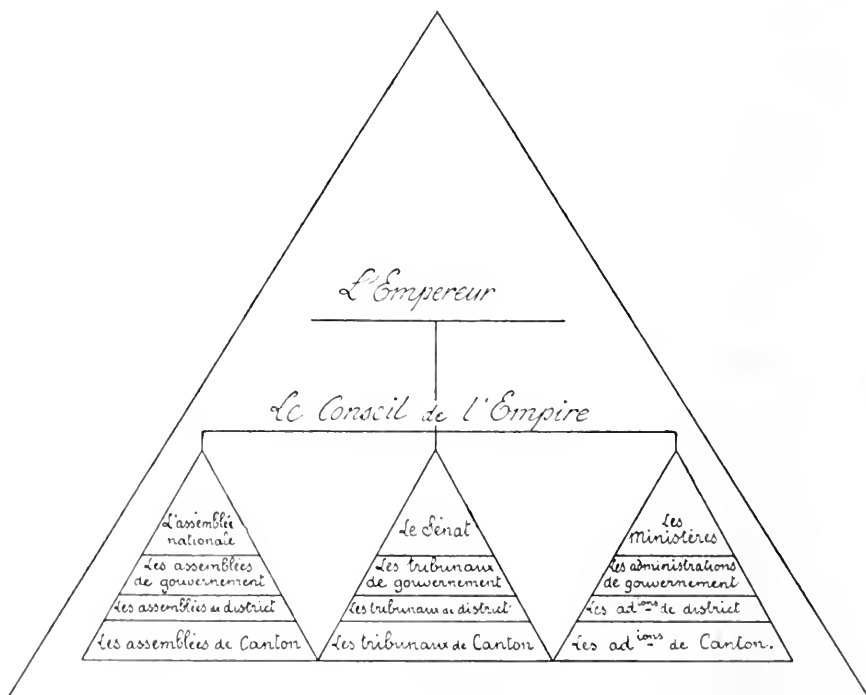 L'Empereur
Le Conseil de l'Empire
L'assemblée
nationale
Les assemblées
de gouvernement
Les assemblées de district
Les assemblées de Canton
Le Sénat
Les tribunaux
de gouvernement
Les tribunaux de district
Les tribunaux de Canton
Les
Ministères
Les administrations
de gouvernement
Les ad^ions de district
Les ad^ions de Canton.